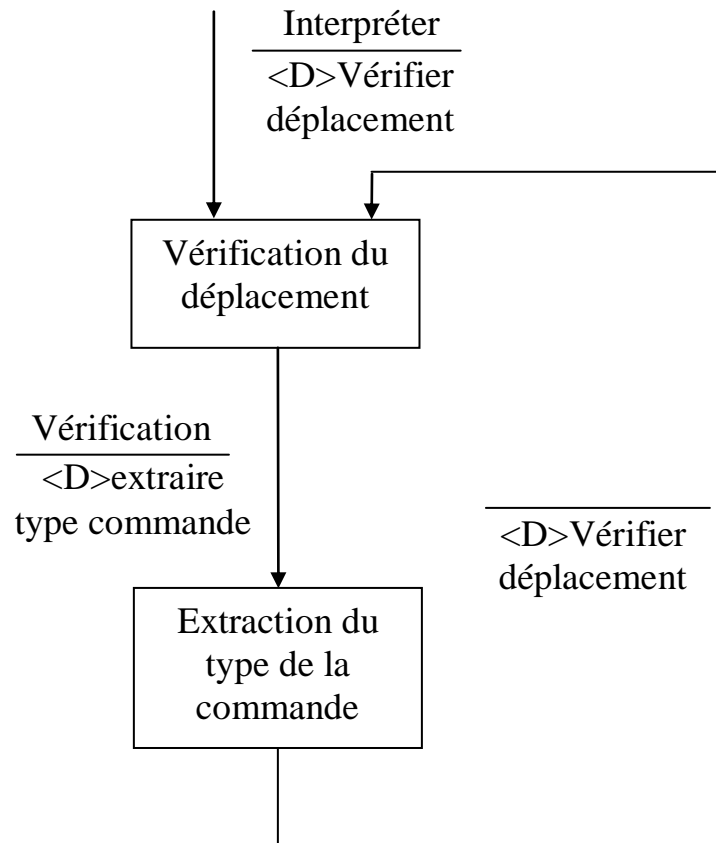 Interpréter
<D>Vérifier
déplacement
Vérification du
déplacement
Vérification
<D>extraire
type commande
<D>Vérifier
déplacement
Extraction du
type de la
commande